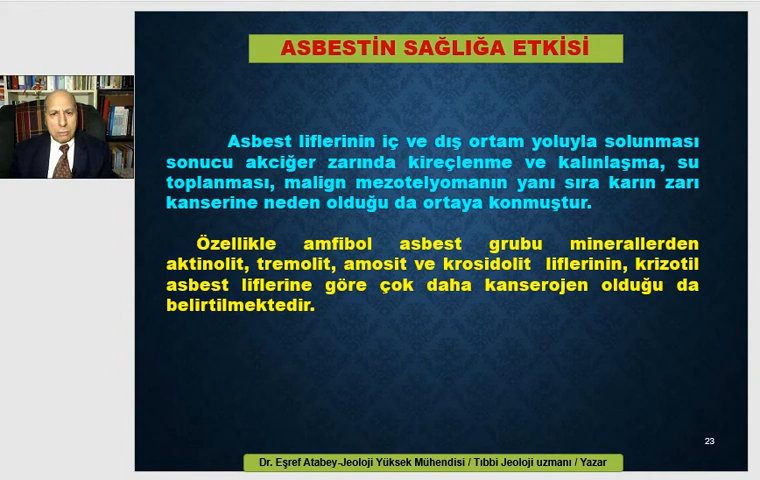 ASBESTİN SAĞLIĞA ETKİSİ
Asbest liflerinin iç ve dış ortam yoluyla solunması
sonucu akciğer zarında kireçlenme ve kalınlaşma, su
toplanması, malign mezotelyomanın yanı sıra karın zarı
kanserine neden olduğu da ortaya konmuştur.
Özellikle amfibol asbest grubu minerallerden
aktinolit, tremolit, amosit ve krosidolit liflerinin, krizotil
asbest liflerine göre çok daha kanserojen olduğu da
belirtilmektedir.
23
Dr. Eşref Atabey-Jeoloji Yüksek Mühendisi / Tıbbi Jeoloji uzmanı / Yazar